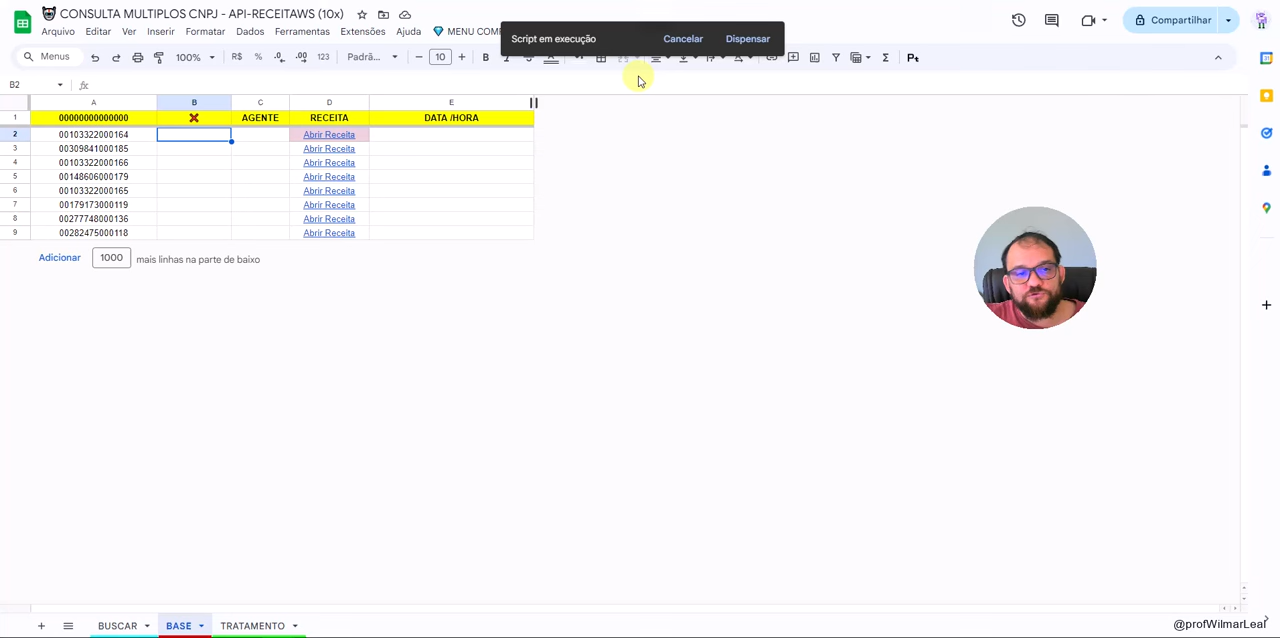 CONSULTA MULTIPLOS CNPJ - API-RECEITAWS (10x)
Arquivo Editar Ver Inserir Formatar Dados Ferramentas Extensões Ajuda MENU COM
Script em execução Cancelar Dispensar
Compartilhar
Menus 100% R$ % .0 .00 123 Padrã... 10 B Pt
B2 fx
A B C D E
1 00000000000000 AGENTE RECEITA DATA /HORA
2 00103322000164 Abrir Receita
3 00309841000185 Abrir Receita
4 00103322000166 Abrir Receita
5 00148606000179 Abrir Receita
6 00103322000165 Abrir Receita
7 00179173000119 Abrir Receita
8 00277748000136 Abrir Receita
9 00282475000118 Abrir Receita
Adicionar 1000 mais linhas na parte de baixo
BUSCAR BASE TRATAMENTO
@profWilmarLeal